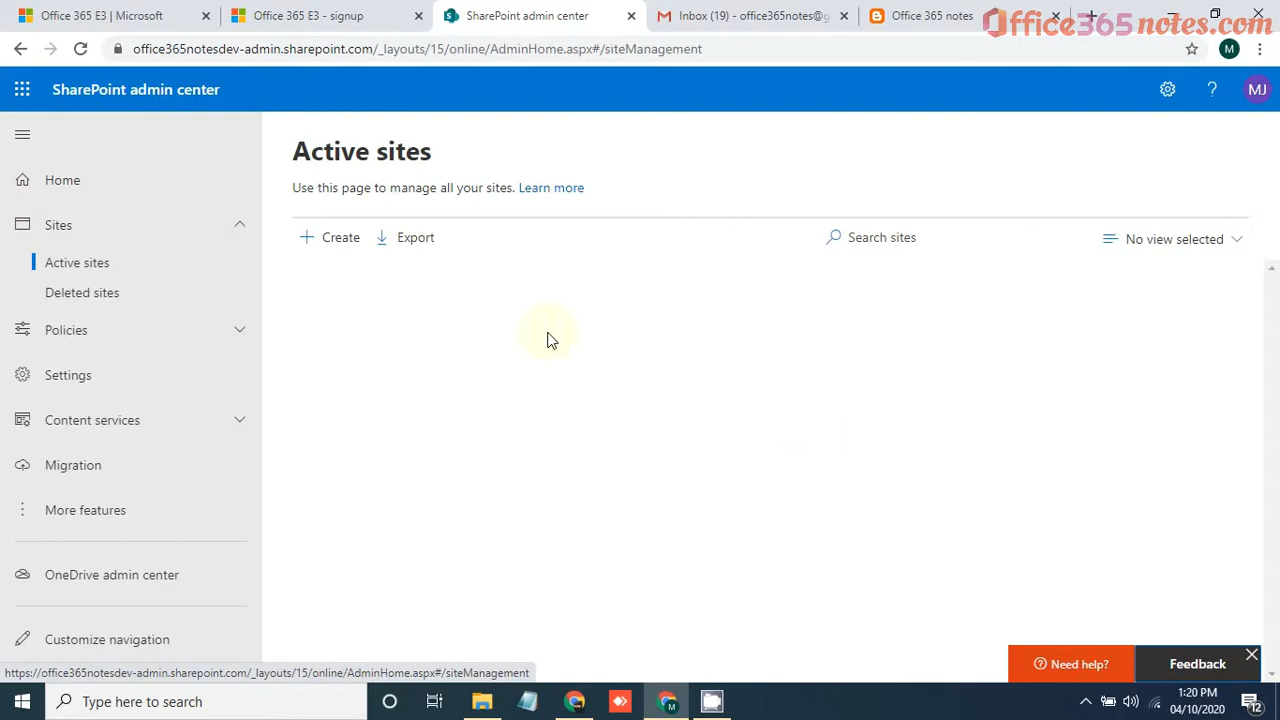 Office 365 E3 | Microsoft
Office 365 E3 - signup
SharePoint admin center
Inbox (19) - office365notes@g
Office 365 notes
Office365notes.com
office365notesdev-admin.sharepoint.com/_layouts/15/online/AdminHome.aspx#/siteManagement
M
SharePoint admin center
?
MJ
Home
Sites
Active sites
Deleted sites
Policies
Settings
Content services
Migration
More features
OneDrive admin center
Customize navigation
Active sites
Use this page to manage all your sites. Learn more
Create
Export
Search sites
No view selected
Need help?
Feedback
https://office365notesdev-admin.sharepoint.com/_layouts/15/online/AdminHome.aspx#/siteManagement
Type here to search
M
1:20 PM
04/10/2020
12